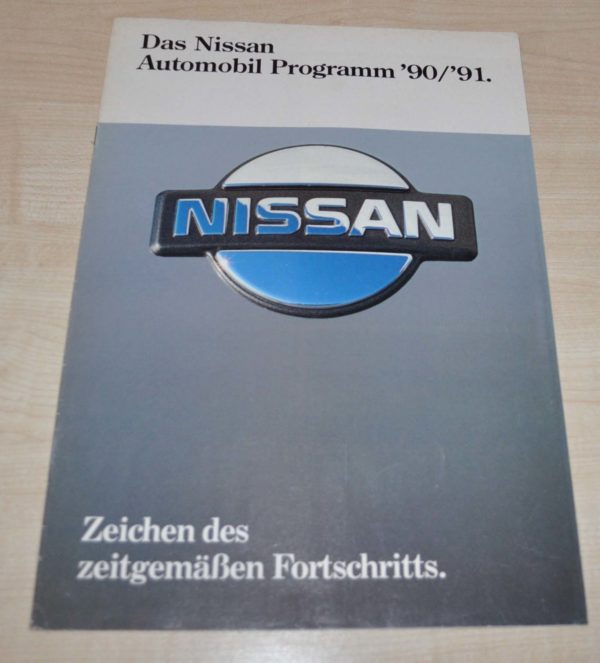 Das Nissan
Automobil Programm ’90/’91.
NISSAN
Zeichen des
zeitgemäßen Fortschritts.